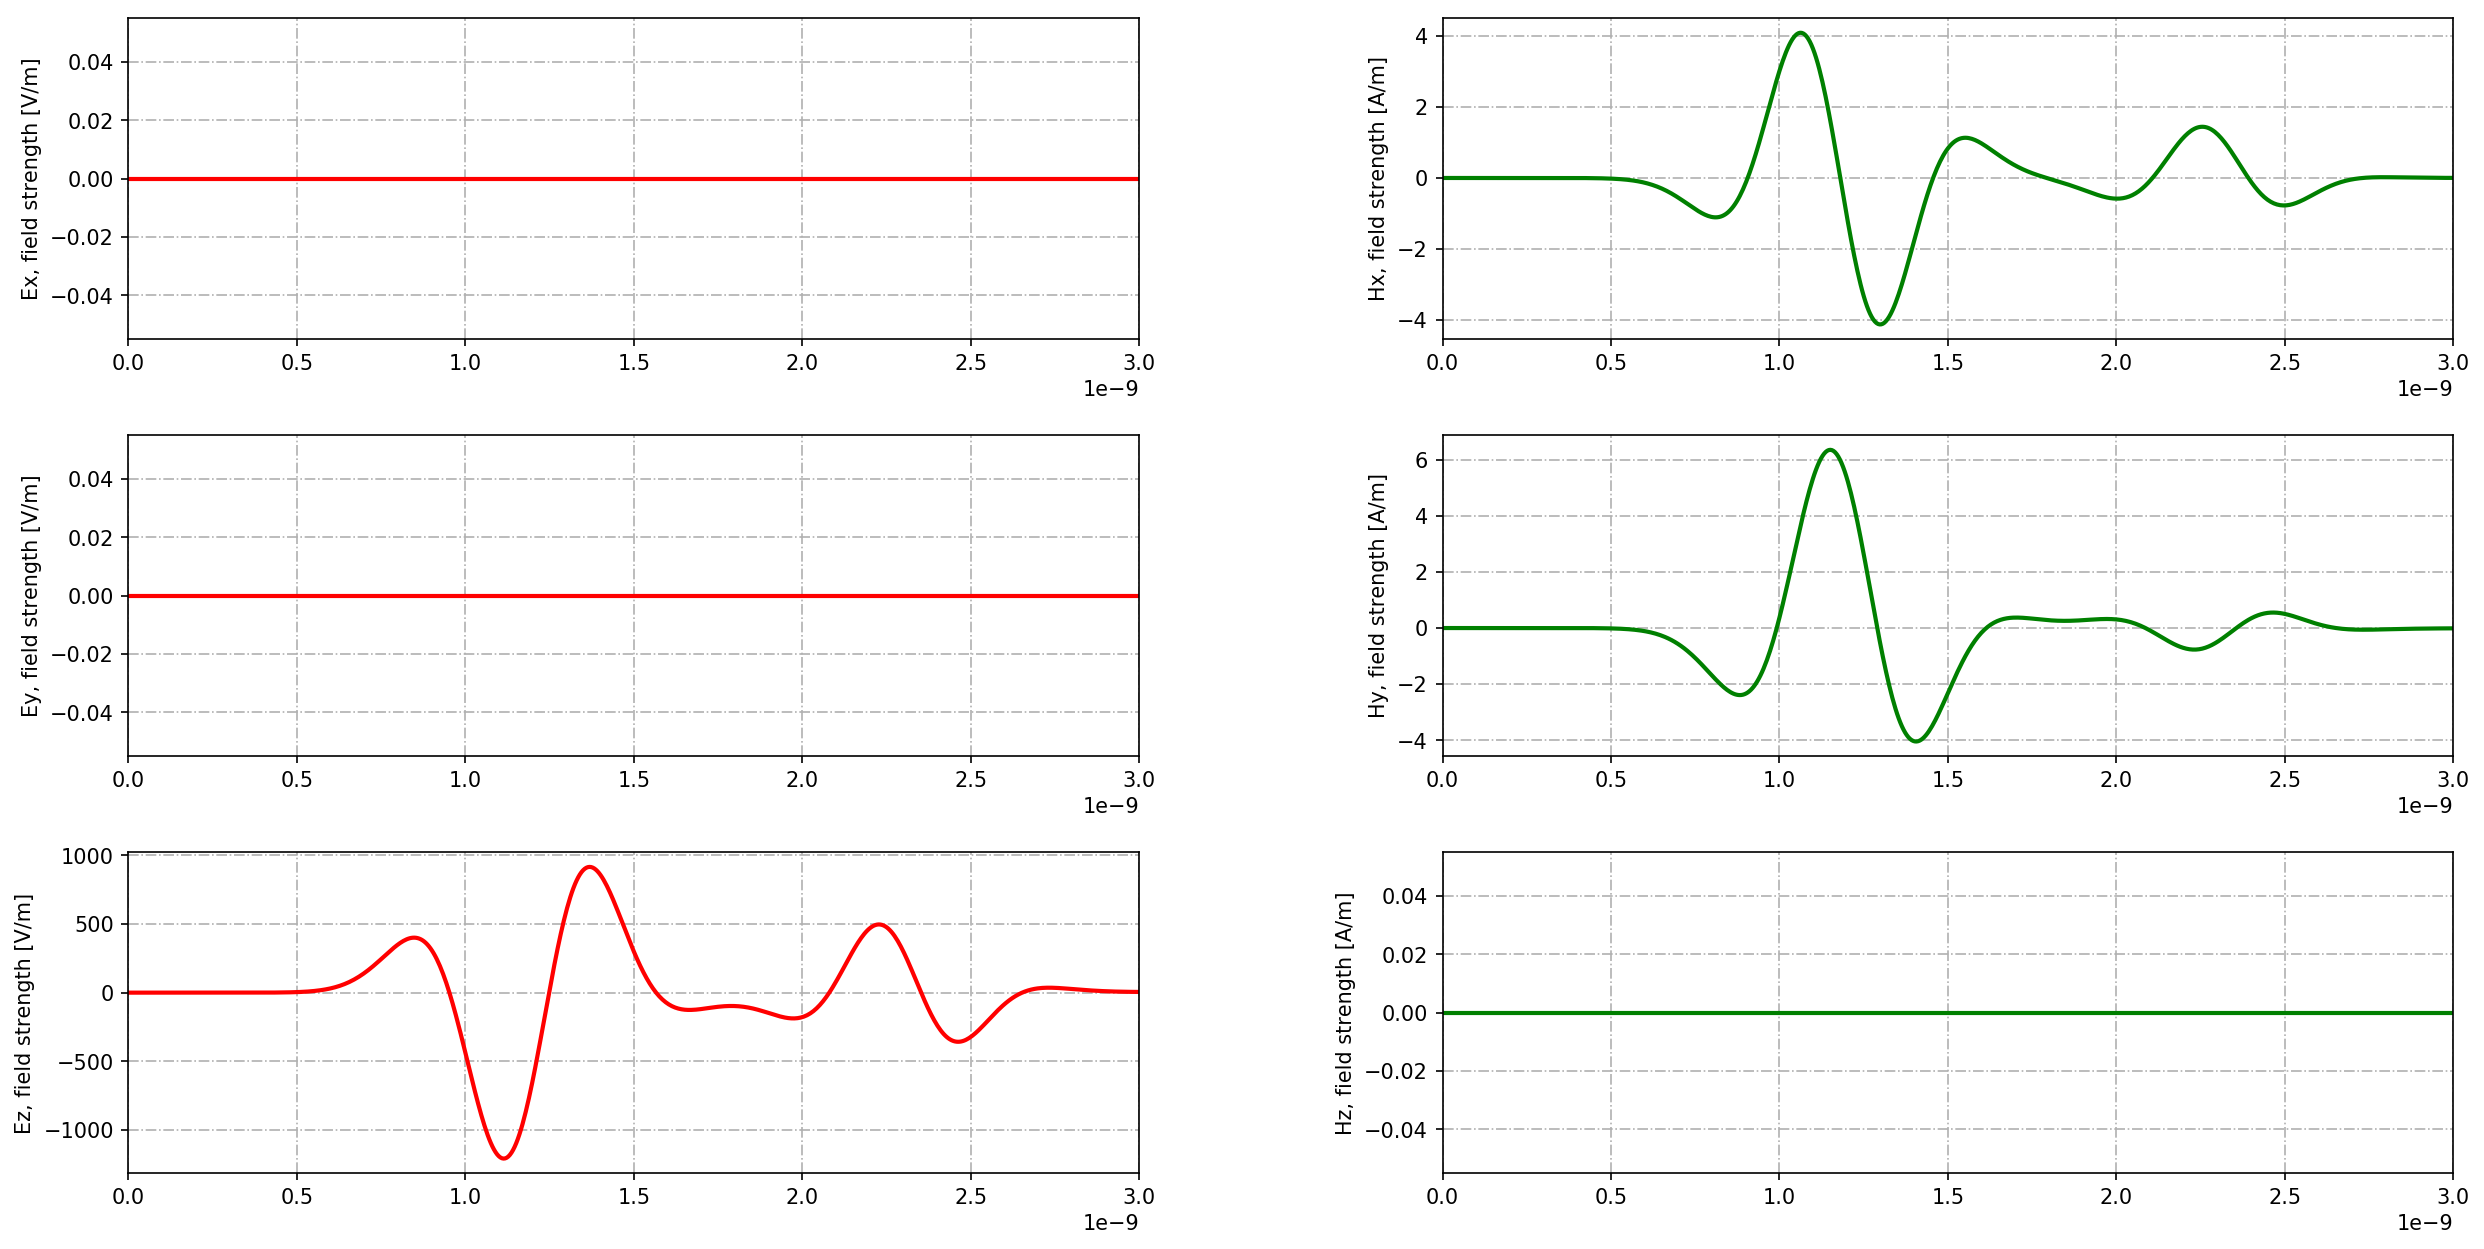 Ex, field strength [V/m]
0.04
0.02
0.00
−0.02
−0.04
0.0 0.5 1.0 1.5 2.0 2.5 3.0
1e−9
Hx, field strength [A/m]
4
2
0
−2
−4
0.0 0.5 1.0 1.5 2.0 2.5 3.0
1e−9
Ey, field strength [V/m]
0.04
0.02
0.00
−0.02
−0.04
0.0 0.5 1.0 1.5 2.0 2.5 3.0
1e−9
Hy, field strength [A/m]
6
4
2
0
−2
−4
0.0 0.5 1.0 1.5 2.0 2.5 3.0
1e−9
Ez, field strength [V/m]
1000
500
0
−500
−1000
0.0 0.5 1.0 1.5 2.0 2.5 3.0
1e−9
Hz, field strength [A/m]
0.04
0.02
0.00
−0.02
−0.04
0.0 0.5 1.0 1.5 2.0 2.5 3.0
1e−9